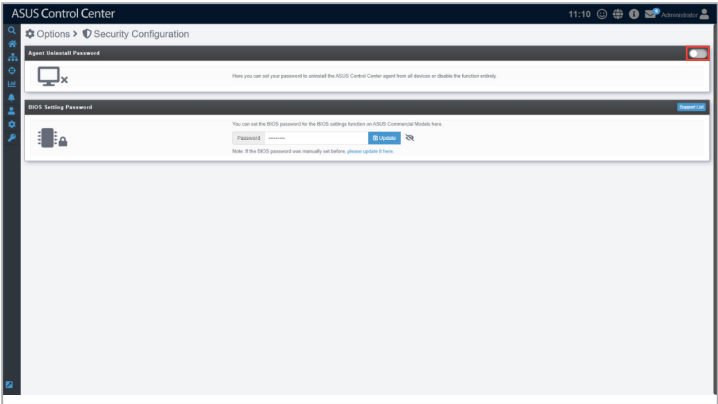 ASUS Control Center
11:10
Administrator
Options > Security Configuration
Agent Uninstall Password
Here you can set your password to uninstall the ASUS Control Center agent from all devices or disable the function entirely.
BIOS Setting Password
Support List
You can set the BIOS password for the BIOS settings function on ASUS Commercial Models here.
Password
--------
Update
Note: If the BIOS password was manually set before, please update it here.